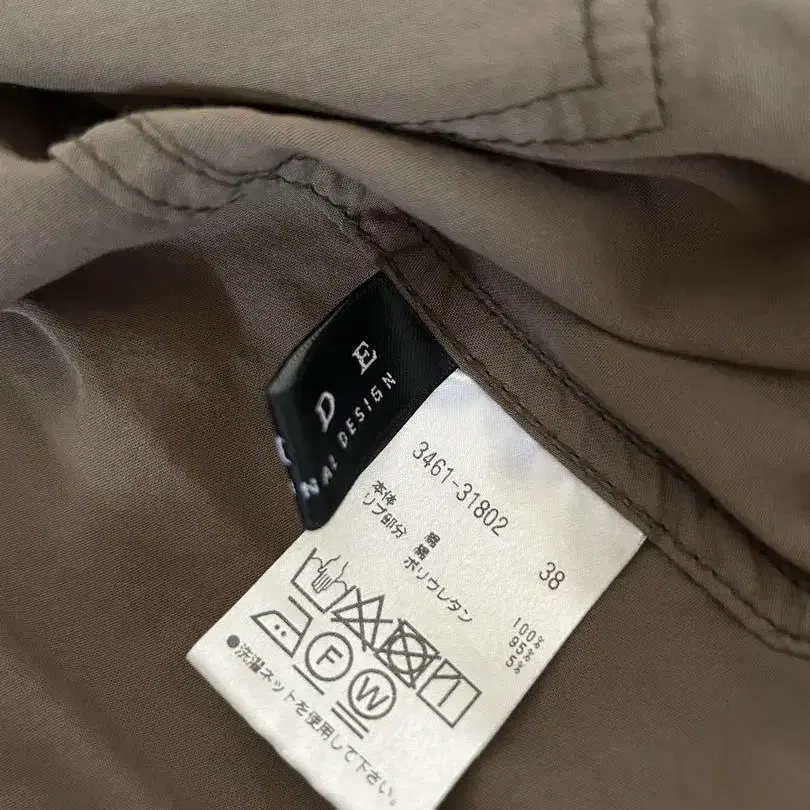 D E
NAL DESIGN
3461-31802
38
本体 綿 100%
リブ部分 綿 95%
ポリウレタン 5%
F W
●洗濯ネットを使用して下さい。